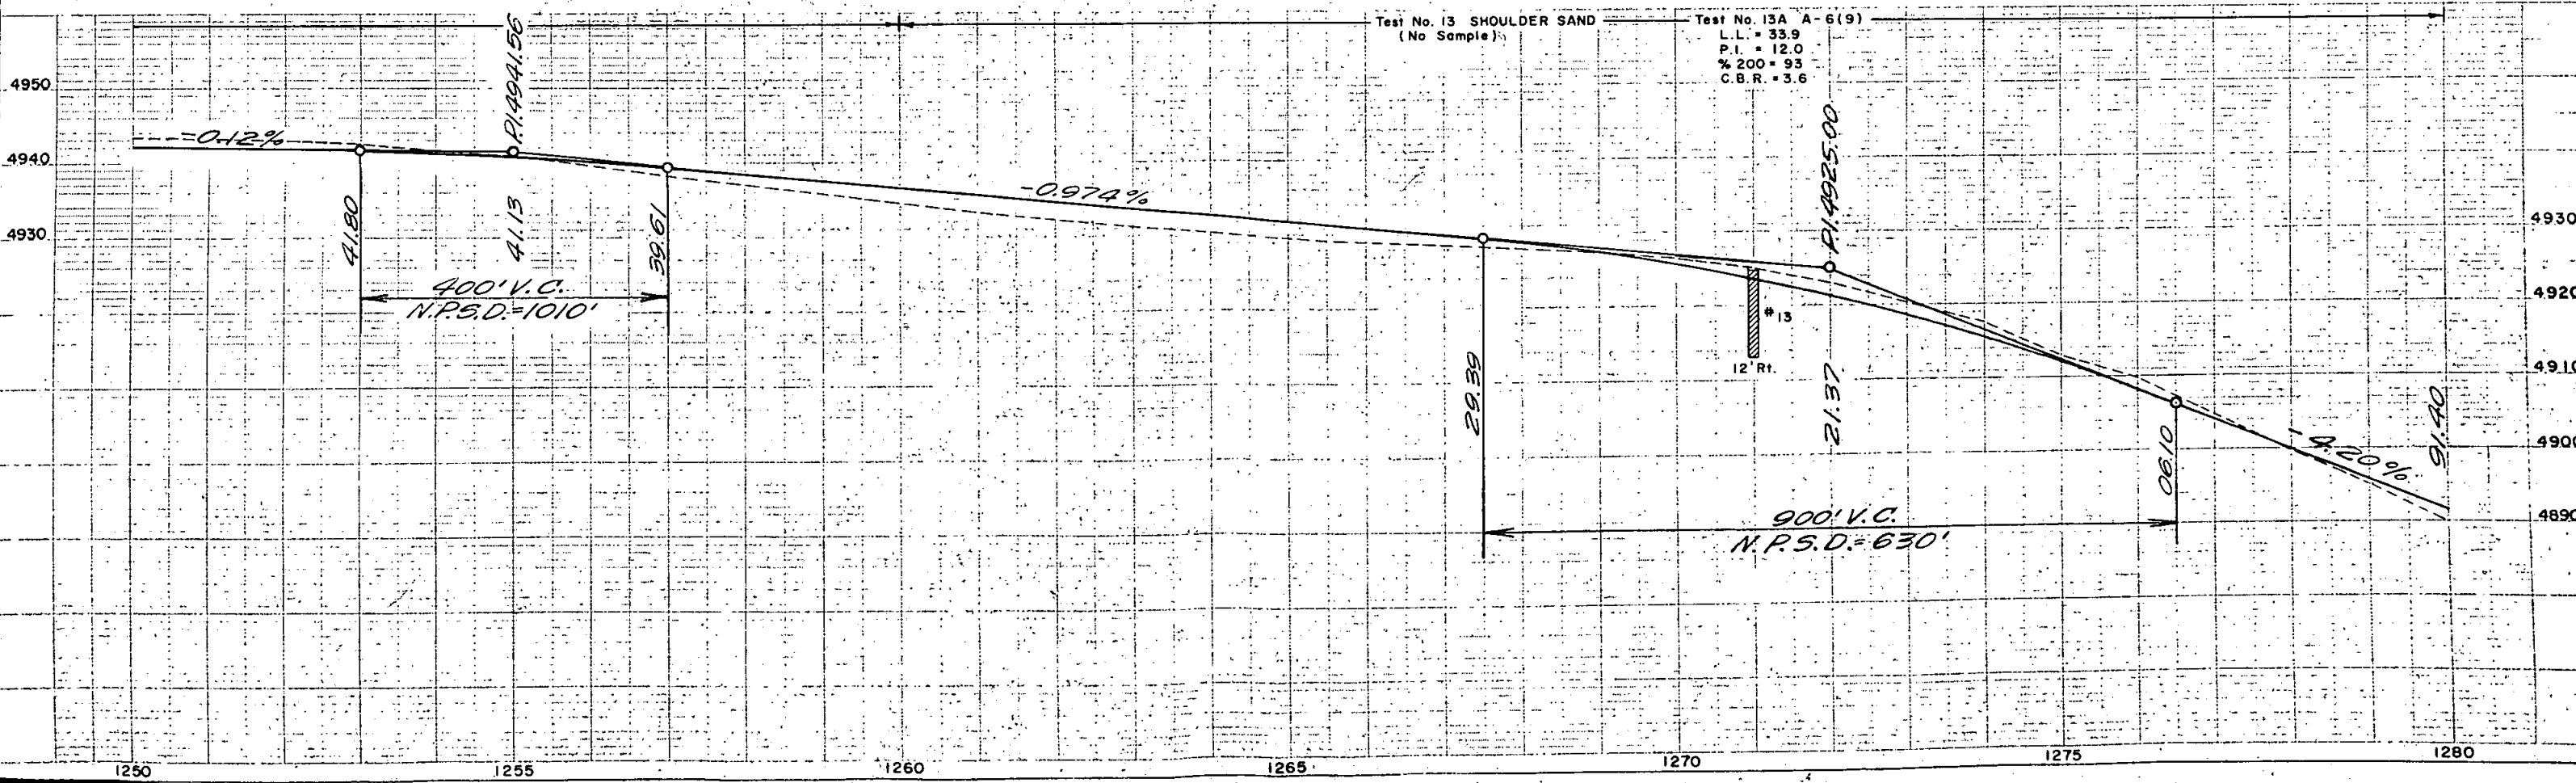 Test No. 13 SHOULDER SAND
(No Sample)
Test No. 13A A-6(9)
L.L. = 33.9
P.I. = 12.0
% 200 = 93
C.B.R. = 3.6
4950
4940
4930
-0.12%
P.I. 4941.56
41.80
41.13
39.61
400' V.C.
N.P.S.D.=1010'
-0.974%
29.39
#13
12' Rt.
P.I. 4925.00
21.37
900' V.C.
N.P.S.D.=630'
06.10
-4.20%
91.40
4930
4920
4910
4900
4890
1250
1255
1260
1265
1270
1275
1280